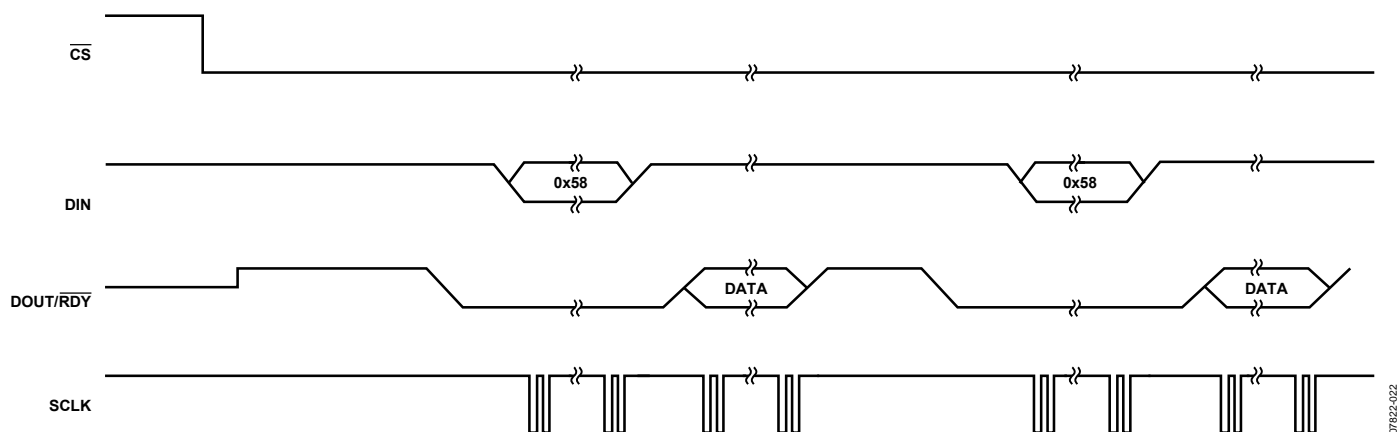 CS
DIN
0x58
0x58
DOUT/RDY
DATA
DATA
SCLK
07822-022